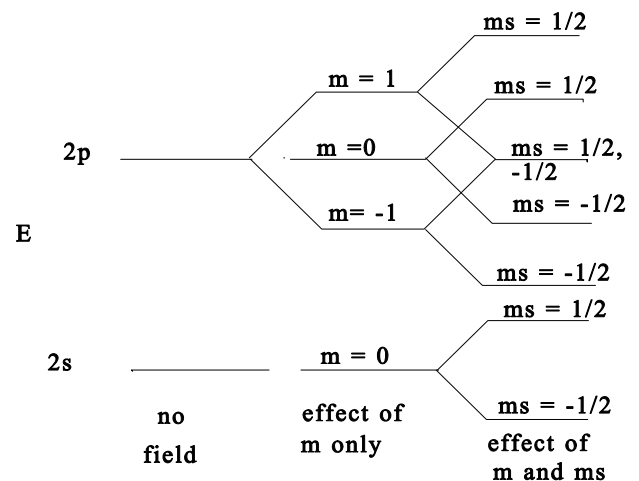 ms = 1/2
m = 1
ms = 1/2
2p
m =0
ms = 1/2,
-1/2
m= -1
ms = -1/2
E
ms = -1/2
ms = 1/2
2s
m = 0
ms = -1/2
no
field
effect of
m only
effect of
m and ms